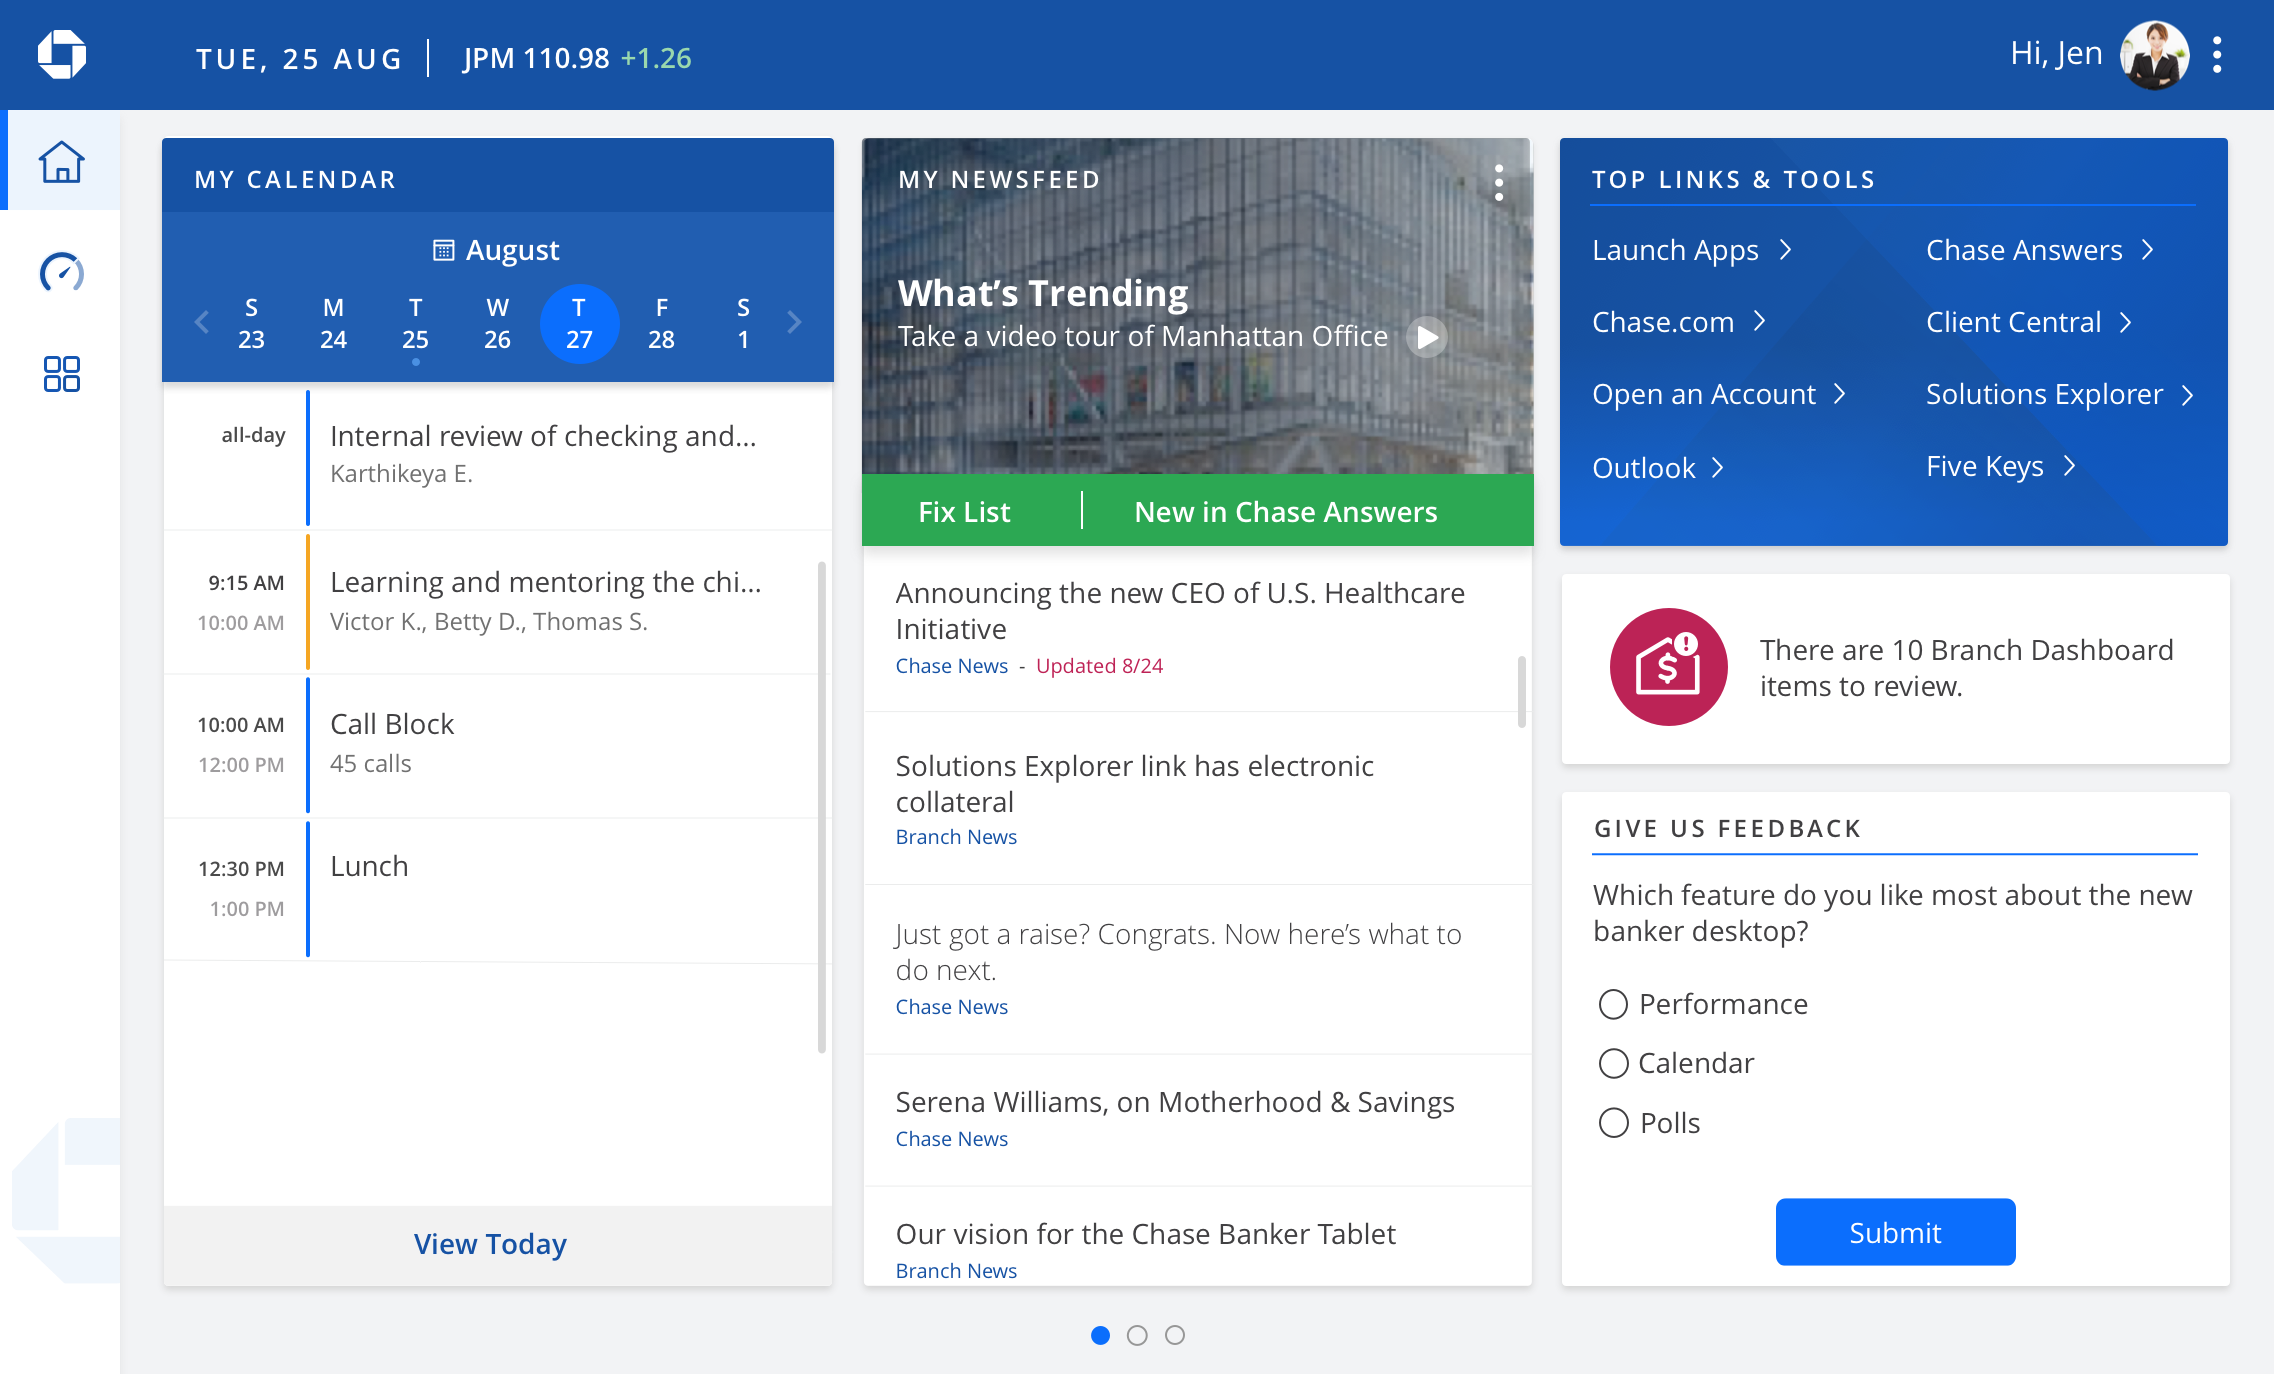 TUE, 25 AUG
JPM 110.98 +1.26
Hi, Jen
MY CALENDAR
August
S M T W T F S
23 24 25 26 27 28 1
all-day
Internal review of checking and...
Karthikeya E.
9:15 AM
10:00 AM
Learning and mentoring the chi...
Victor K., Betty D., Thomas S.
10:00 AM
12:00 PM
Call Block
45 calls
12:30 PM
1:00 PM
Lunch
View Today
MY NEWSFEED
What's Trending
Take a video tour of Manhattan Office
Fix List
New in Chase Answers
Announcing the new CEO of U.S. Healthcare
Initiative
Chase News - Updated 8/24
Solutions Explorer link has electronic
collateral
Branch News
Just got a raise? Congrats. Now here's what to
do next.
Chase News
Serena Williams, on Motherhood & Savings
Chase News
Our vision for the Chase Banker Tablet
Branch News
TOP LINKS & TOOLS
Launch Apps
Chase Answers
Chase.com
Client Central
Open an Account
Solutions Explorer
Outlook
Five Keys
There are 10 Branch Dashboard
items to review.
GIVE US FEEDBACK
Which feature do you like most about the new
banker desktop?
Performance
Calendar
Polls
Submit